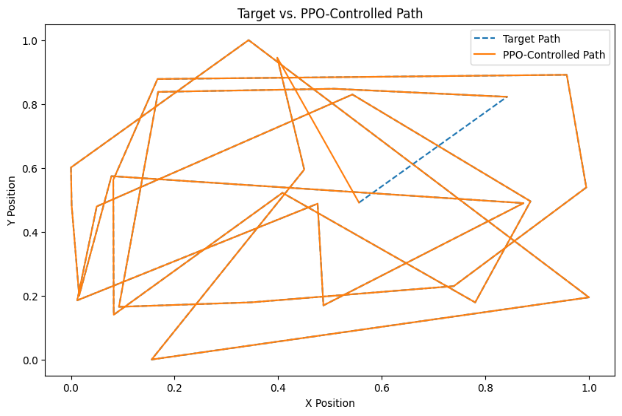 Target vs. PPO-Controlled Path
Target Path
PPO-Controlled Path
Y Position
1.0
0.8
0.6
0.4
0.2
0.0
0.0 0.2 0.4 0.6 0.8 1.0
X Position